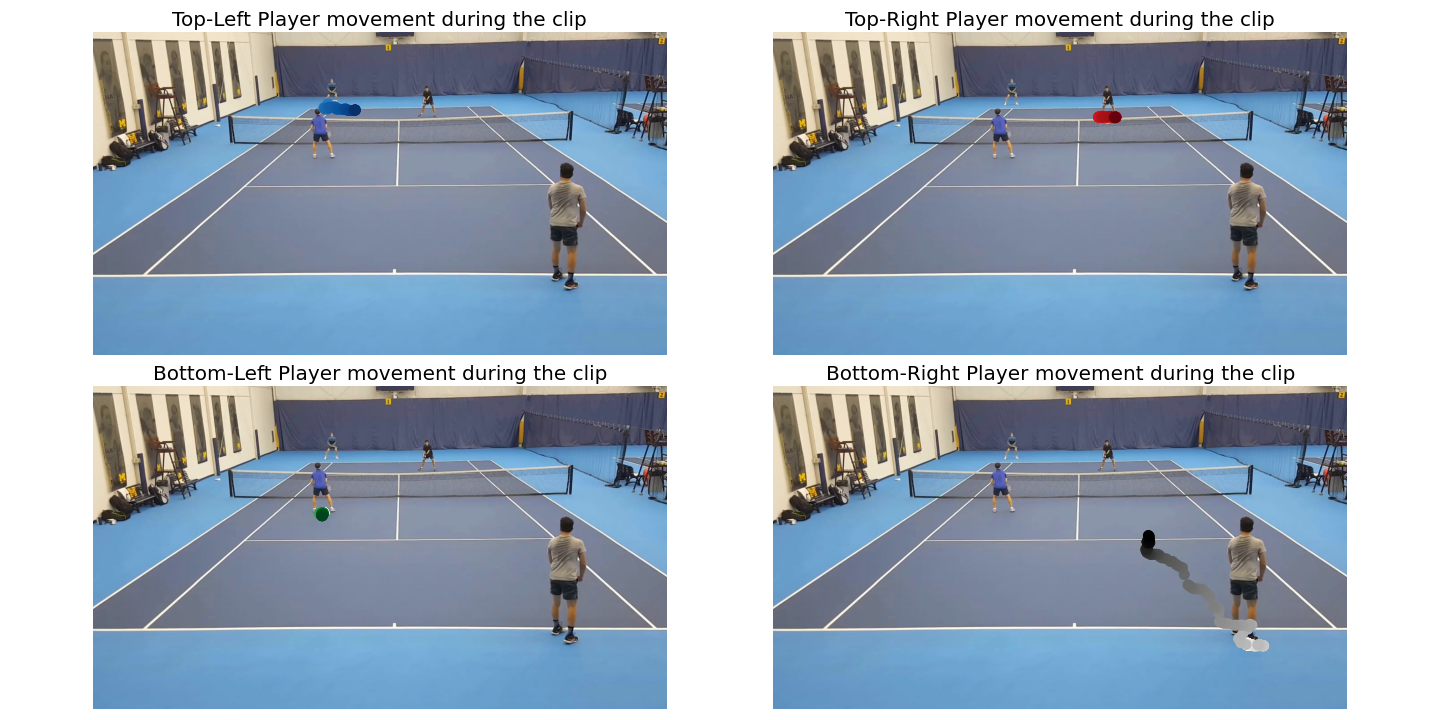 Top-Left Player movement during the clip
Top-Right Player movement during the clip
Bottom-Left Player movement during the clip
Bottom-Right Player movement during the clip